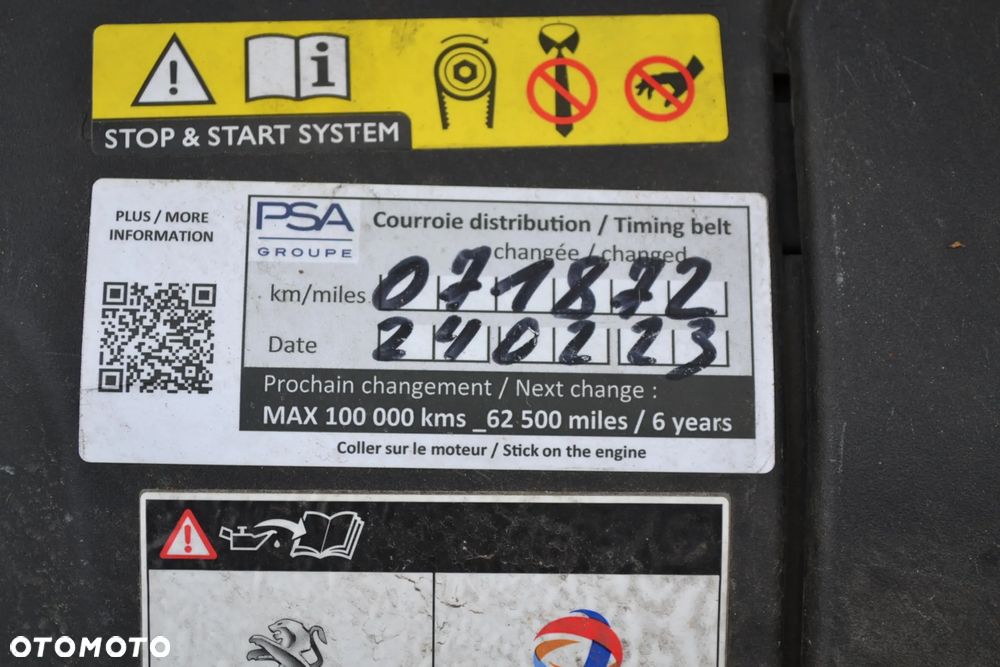 STOP & START SYSTEM
PLUS / MORE
INFORMATION
PSA
GROUPE
Courroie distribution / Timing belt
changée / changed
km/miles 071872
Date 240223
Prochain changement / Next change :
MAX 100 000 kms _62 500 miles / 6 years
Coller sur le moteur / Stick on the engine
OTOMOTO